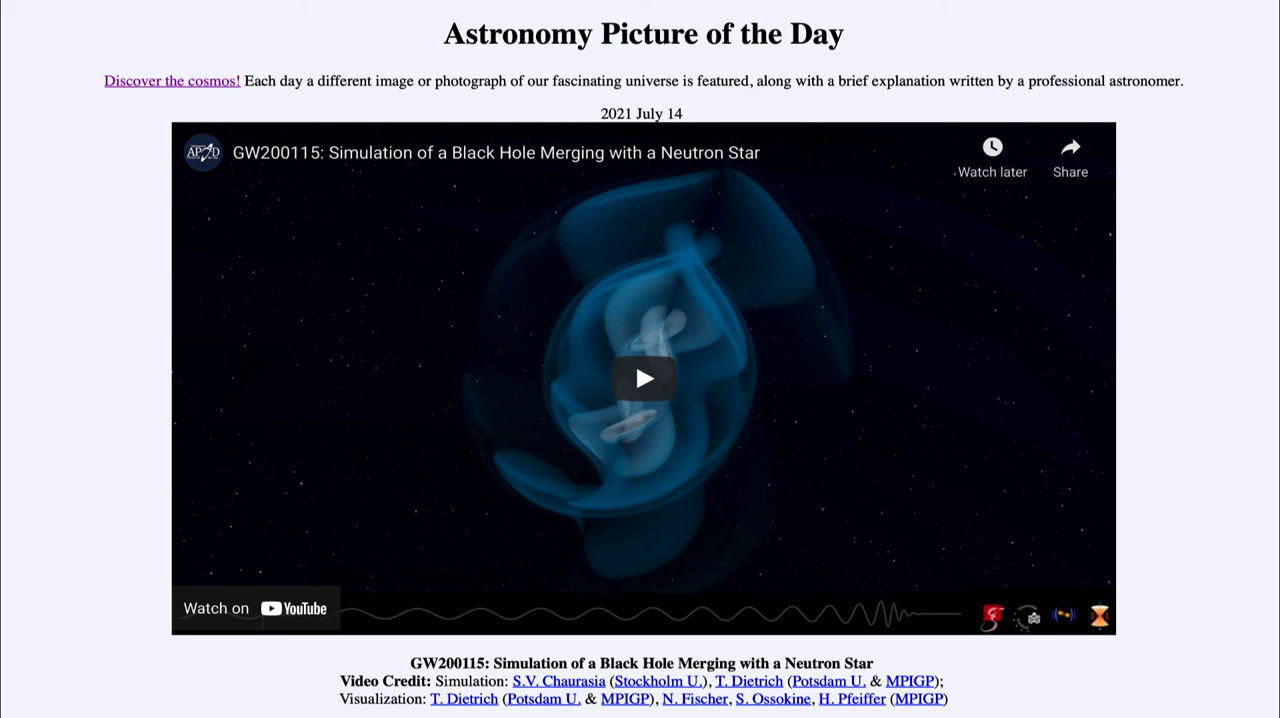 Astronomy Picture of the Day
Discover the cosmos! Each day a different image or photograph of our fascinating universe is featured, along with a brief explanation written by a professional astronomer.
2021 July 14
APOD GW200115: Simulation of a Black Hole Merging with a Neutron Star
Watch later Share
Watch on YouTube
GW200115: Simulation of a Black Hole Merging with a Neutron Star
Video Credit: Simulation: S.V. Chaurasia (Stockholm U.), T. Dietrich (Potsdam U. & MPIGP);
Visualization: T. Dietrich (Potsdam U. & MPIGP), N. Fischer, S. Ossokine, H. Pfeiffer (MPIGP)